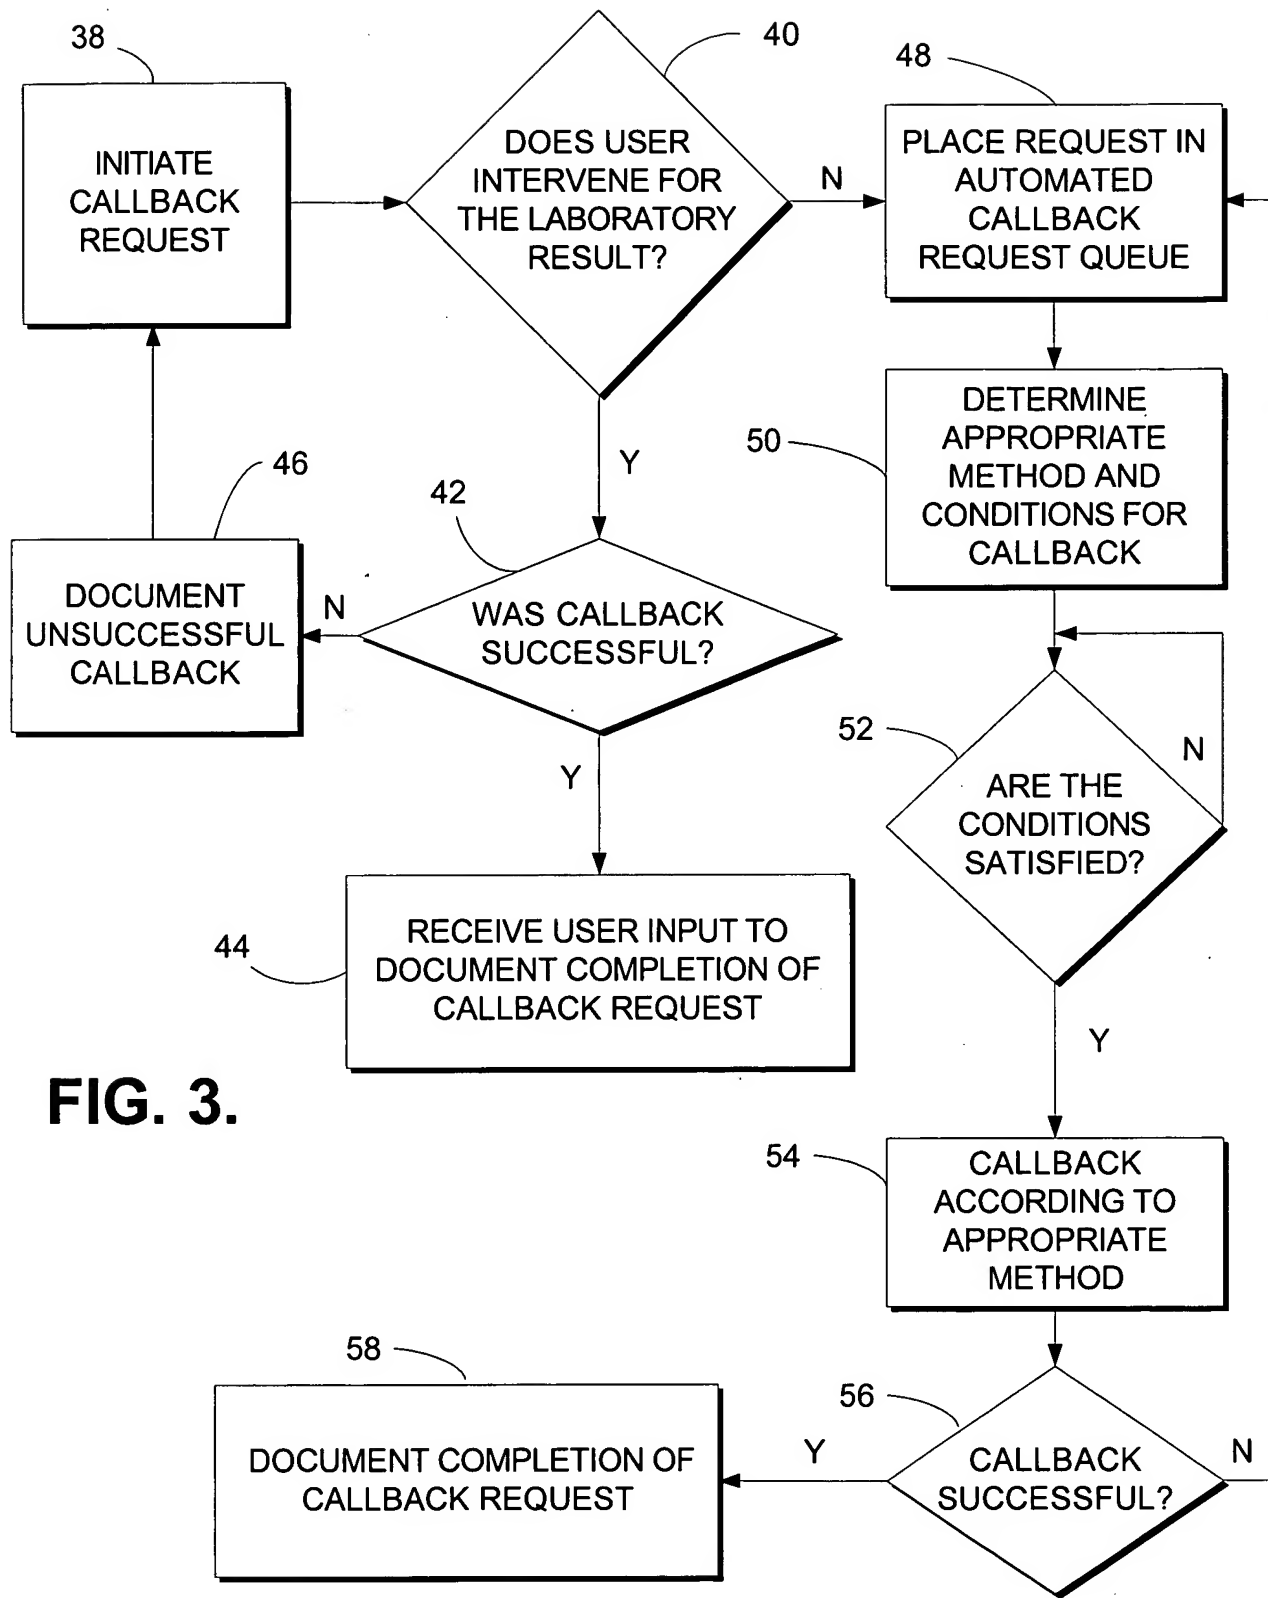 38
INITIATE
CALLBACK
REQUEST
40
DOES USER
INTERVENE FOR
THE LABORATORY
RESULT?
N
Y
48
PLACE REQUEST IN
AUTOMATED
CALLBACK
REQUEST QUEUE
50
DETERMINE
APPROPRIATE
METHOD AND
CONDITIONS FOR
CALLBACK
46
DOCUMENT
UNSUCCESSFUL
CALLBACK
N
42
WAS CALLBACK
SUCCESSFUL?
Y
52
ARE THE
CONDITIONS
SATISFIED?
N
Y
44
RECEIVE USER INPUT TO
DOCUMENT COMPLETION OF
CALLBACK REQUEST
FIG. 3.
54
CALLBACK
ACCORDING TO
APPROPRIATE
METHOD
58
DOCUMENT COMPLETION OF
CALLBACK REQUEST
Y
56
CALLBACK
SUCCESSFUL?
N